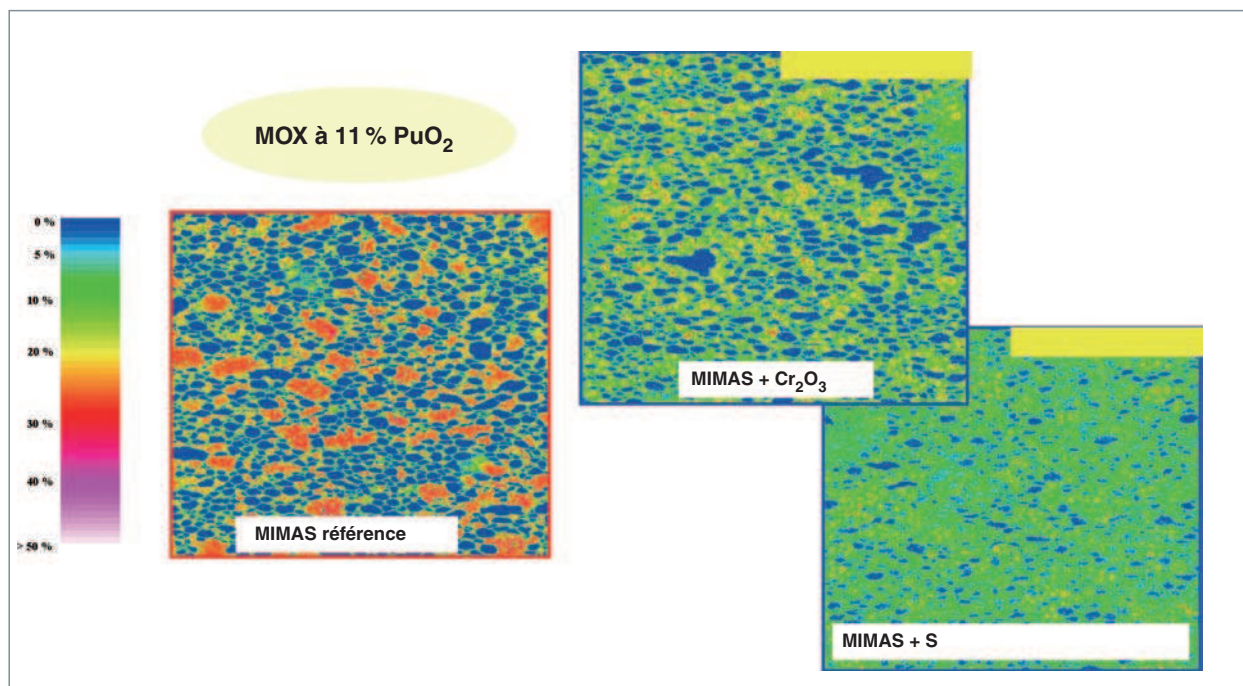 MOX à 11 % PuO₂
0 %
5 %
10 %
20 %
30 %
40 %
> 50 %
MIMAS référence
MIMAS + Cr₂O₃
MIMAS + S